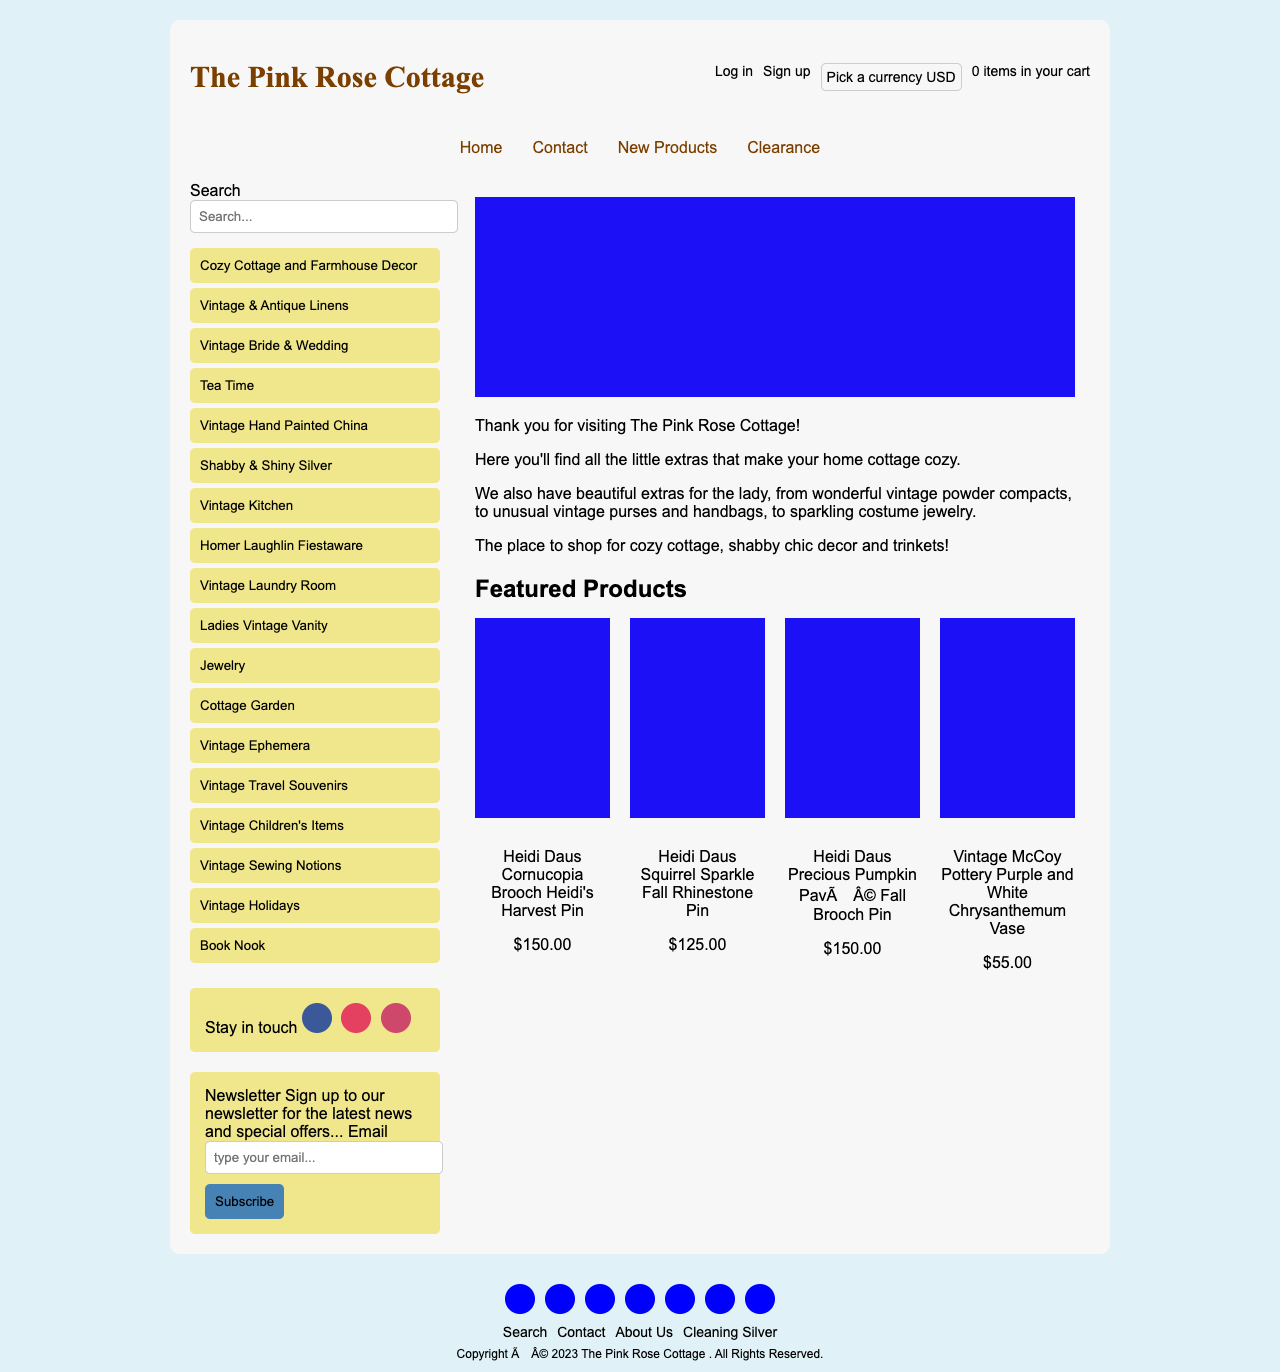 The Pink Rose Cottage
Log in
Sign up
Pick a currency USD
0 items in your cart
Home
Contact
New Products
Clearance
Search
Search...
Cozy Cottage and Farmhouse Decor
Vintage & Antique Linens
Vintage Bride & Wedding
Tea Time
Vintage Hand Painted China
Shabby & Shiny Silver
Vintage Kitchen
Homer Laughlin Fiestaware
Vintage Laundry Room
Ladies Vintage Vanity
Jewelry
Cottage Garden
Vintage Ephemera
Vintage Travel Souvenirs
Vintage Children's Items
Vintage Sewing Notions
Vintage Holidays
Book Nook
Stay in touch
Newsletter Sign up to our
newsletter for the latest news
and special offers... Email
type your email...
Subscribe
Thank you for visiting The Pink Rose Cottage!
Here you'll find all the little extras that make your home cottage cozy.
We also have beautiful extras for the lady, from wonderful vintage powder compacts,
to unusual vintage purses and handbags, to sparkling costume jewelry.
The place to shop for cozy cottage, shabby chic decor and trinkets!
Featured Products
Heidi Daus
Cornucopia
Brooch Heidi's
Harvest Pin
$150.00
Heidi Daus
Squirrel Sparkle
Fall Rhinestone
Pin
$125.00
Heidi Daus
Precious Pumpkin
PavÃ Â© Fall
Brooch Pin
$150.00
Vintage McCoy
Pottery Purple and
White
Chrysanthemum
Vase
$55.00
Search
Contact
About Us
Cleaning Silver
Copyright Ã Â© 2023 The Pink Rose Cottage . All Rights Reserved.